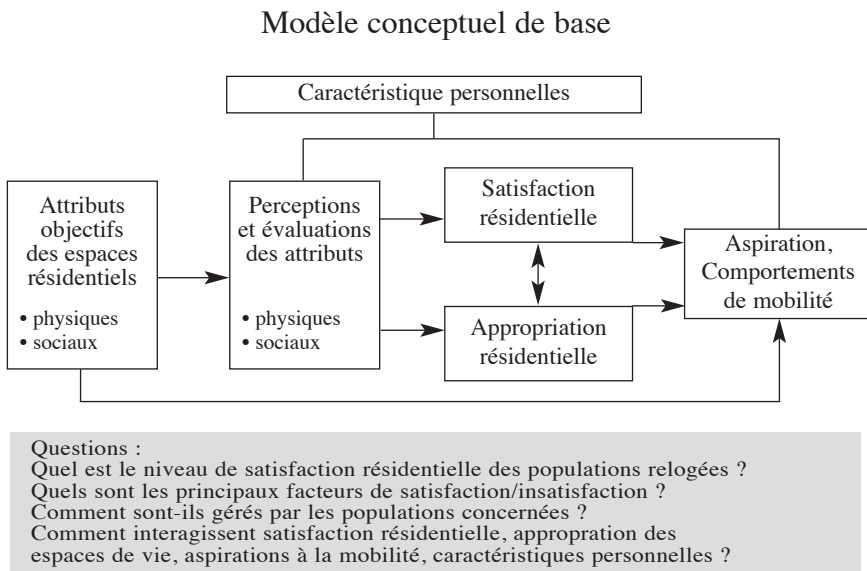 Modèle conceptuel de base
Caractéristique personnelles
Attributs
objectifs
des espaces
résidentiels
• physiques
• sociaux
Perceptions
et évaluations
des attributs
• physiques
• sociaux
Satisfaction
résidentielle
Appropriation
résidentielle
Aspiration,
Comportements
de mobilité
Questions :
Quel est le niveau de satisfaction résidentielle des populations relogées ?
Quels sont les principaux facteurs de satisfaction/insatisfaction ?
Comment sont-ils gérés par les populations concernées ?
Comment interagissent satisfaction résidentielle, appropration des
espaces de vie, aspirations à la mobilité, caractéristiques personnelles ?